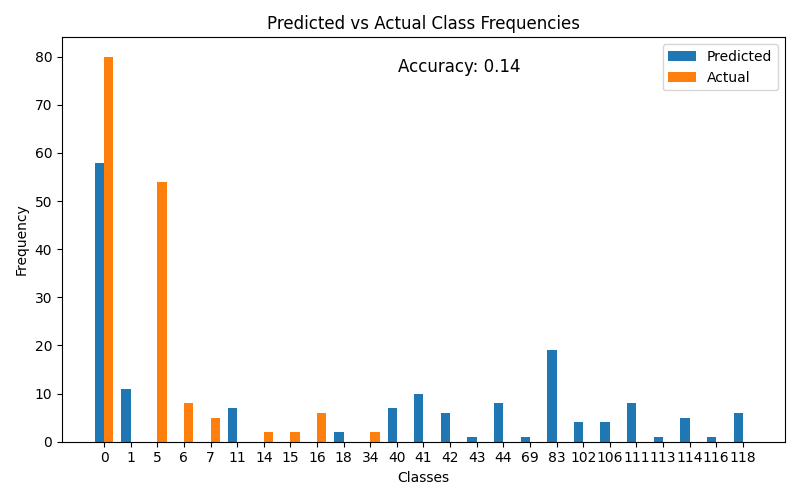 Predicted vs Actual Class Frequencies
Accuracy: 0.14
Predicted
Actual
80
70
60
50
40
30
20
10
0
Frequency
0 1 5 6 7 11 14 15 16 18 34 40 41 42 43 44 69 83 102 106 111 113 114 116 118
Classes